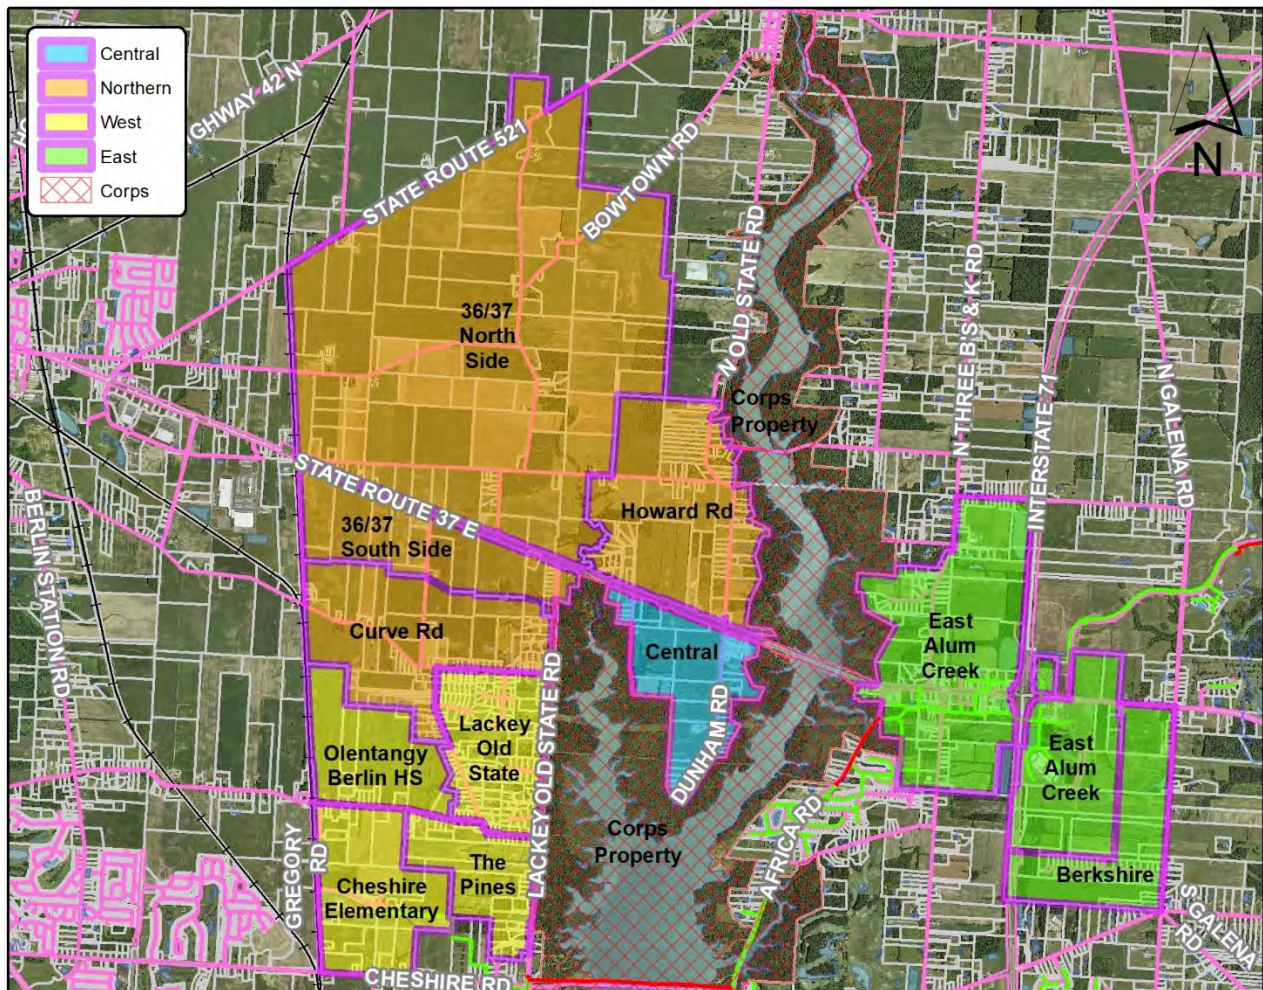 Central
Northern
West
East
Corps
IGHWAY 42 N
STATE ROUTE 521
BOWTOWN RD
N OLD STATE RD
N THREE B'S & K RD
INTERSTATE 71
N GALENA RD
N
36/37
North
Side
Corps
Property
STATE ROUTE 37 E
36/37
South Side
Howard Rd
BERLIN STATION RD
Curve Rd
Central
East
Alum
Creek
Lackey
Old
State
LACKEY OLD STATE RD
DUNHAM RD
Olentangy
Berlin HS
East
Alum
Creek
Corps
Property
AFRICA RD
GREGORY
RD
The
Pines
Cheshire
Elementary
Berkshire
S GALENA
RD
CHESHIRE RD